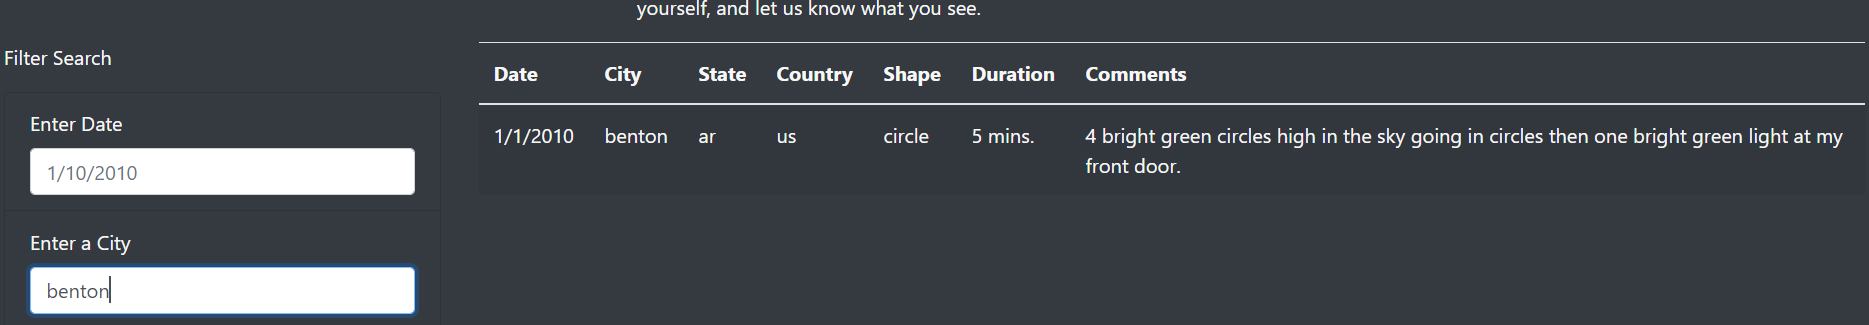 yourself, and let us know what you see.
Filter Search
Enter Date
1/10/2010
Enter a City
benton
Date City State Country Shape Duration Comments
1/1/2010 benton ar us circle 5 mins. 4 bright green circles high in the sky going in circles then one bright green light at my
front door.